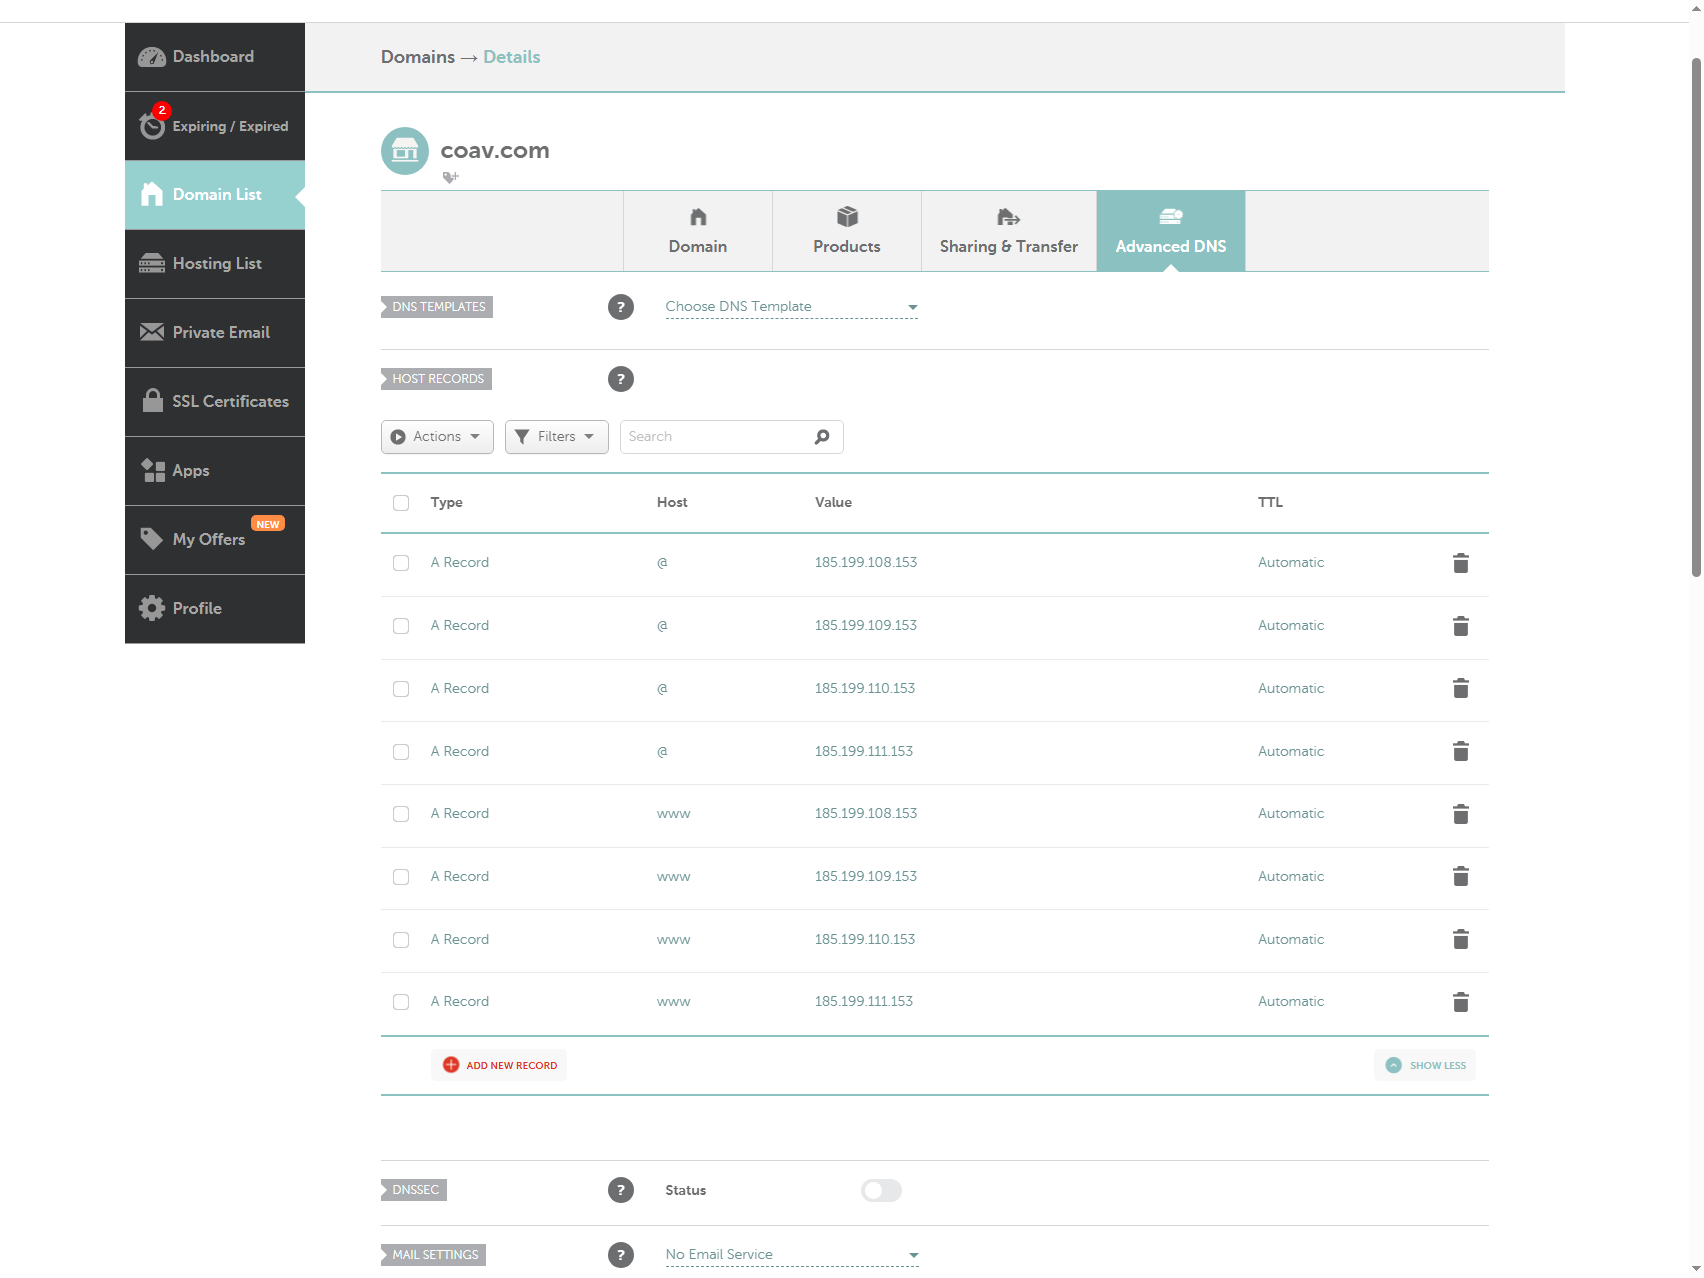 Dashboard
2
Expiring / Expired
Domain List
Hosting List
Private Email
SSL Certificates
Apps
NEW
My Offers
Profile
Domains → Details
coav.com
Domain
Products
Sharing & Transfer
Advanced DNS
DNS TEMPLATES ? Choose DNS Template
HOST RECORDS ?
Actions Filters Search
Type Host Value TTL
A Record @ 185.199.108.153 Automatic
A Record @ 185.199.109.153 Automatic
A Record @ 185.199.110.153 Automatic
A Record @ 185.199.111.153 Automatic
A Record www 185.199.108.153 Automatic
A Record www 185.199.109.153 Automatic
A Record www 185.199.110.153 Automatic
A Record www 185.199.111.153 Automatic
ADD NEW RECORD SHOW LESS
DNSSEC ? Status
MAIL SETTINGS ? No Email Service